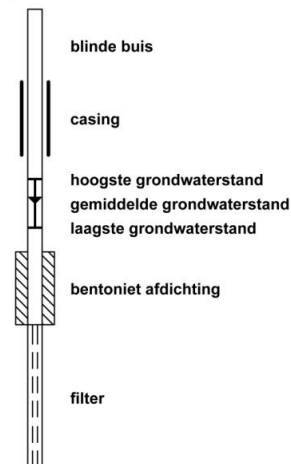 blinde buis
casing
hoogste grondwaterstand
gemiddelde grondwaterstand
laagste grondwaterstand
bentoniet afdichting
filter